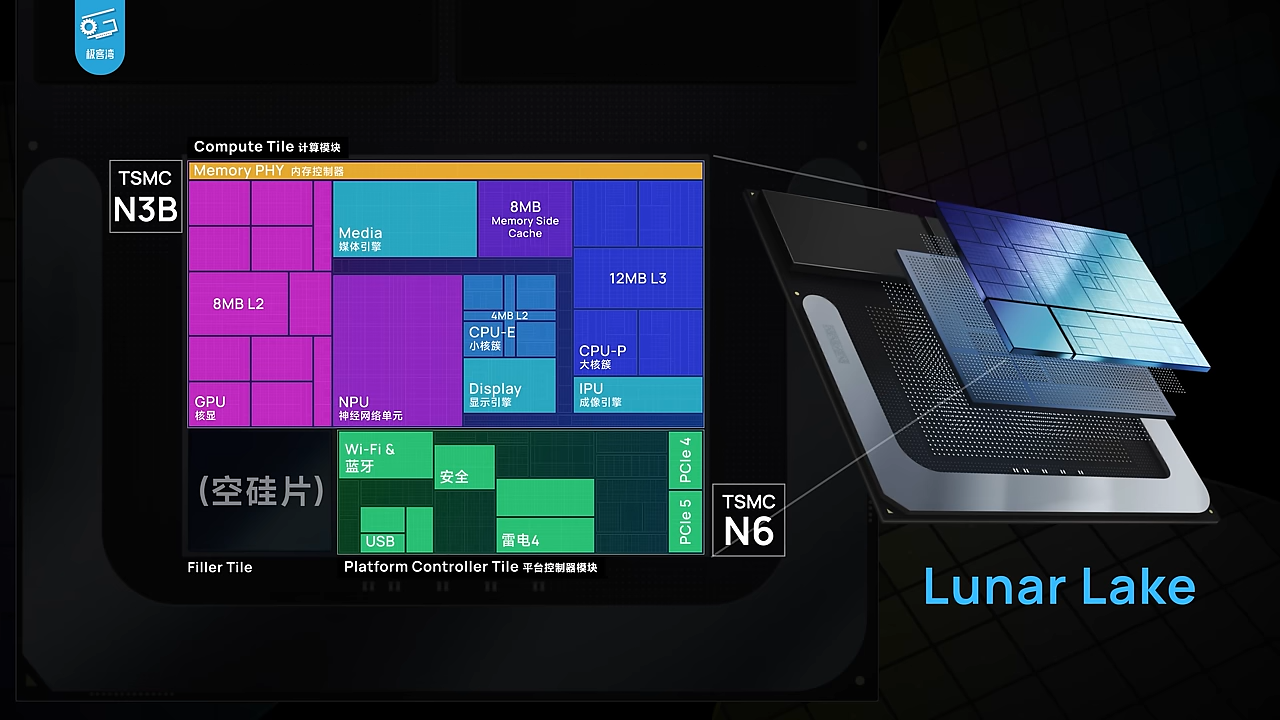 极客湾
Compute Tile 计算模块
TSMC
N3B
Memory PHY 内存控制器
Media
媒体引擎
8MB
Memory Side
Cache
12MB L3
8MB L2
4MB L2
CPU-E
小核簇
CPU-P
大核簇
Display
显示引擎
IPU
成像引擎
GPU
核显
NPU
神经网络单元
(空硅片)
Wi-Fi &
蓝牙
安全
PCIe 4
PCIe 5
USB
雷电4
TSMC
N6
Filler Tile
Platform Controller Tile 平台控制器模块
Lunar Lake